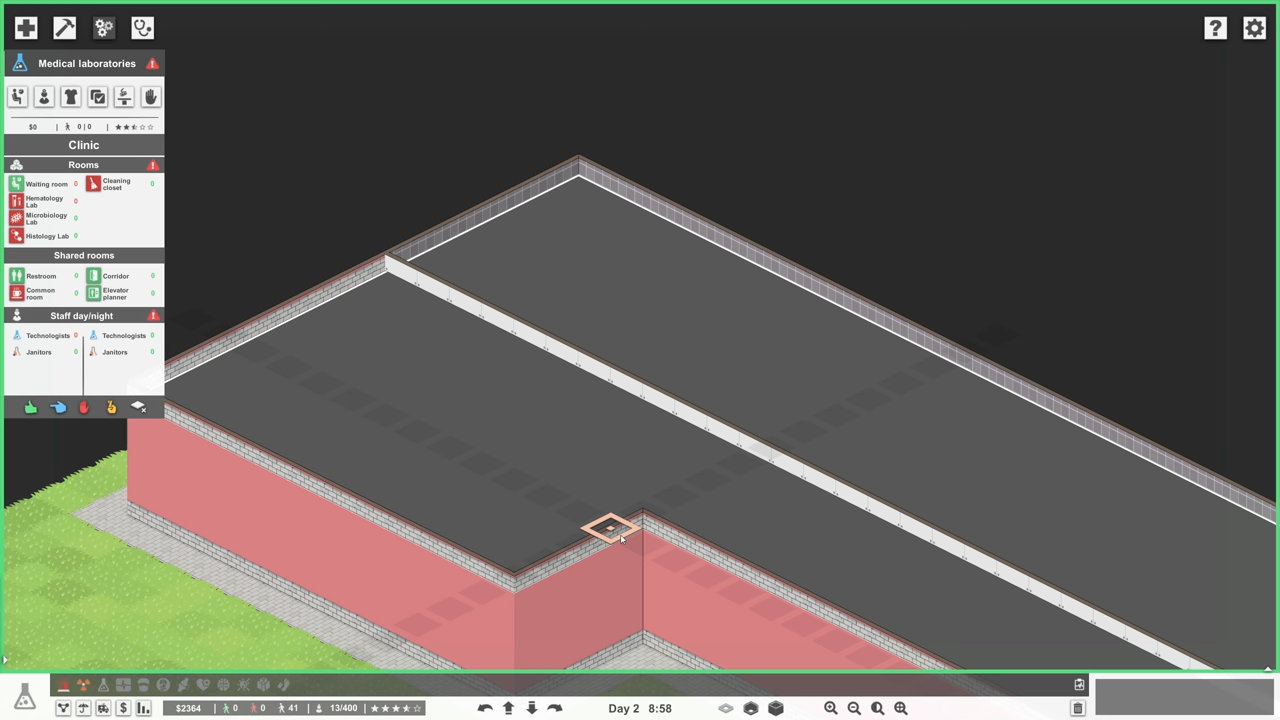 ?
Medical laboratories
$0 | 0 | 0 |
Clinic
Rooms
Waiting room 0
Cleaning closet 0
Hematology Lab 0
Microbiology Lab 0
Histology Lab 0
Shared rooms
Restroom 0
Corridor 0
Common room 0
Elevator planner 0
Staff day/night
Technologists 0
Technologists 0
Janitors 0
Janitors 0
$2364 | 0 | 0 | 41 | 13/400 |
Day 2 8:58